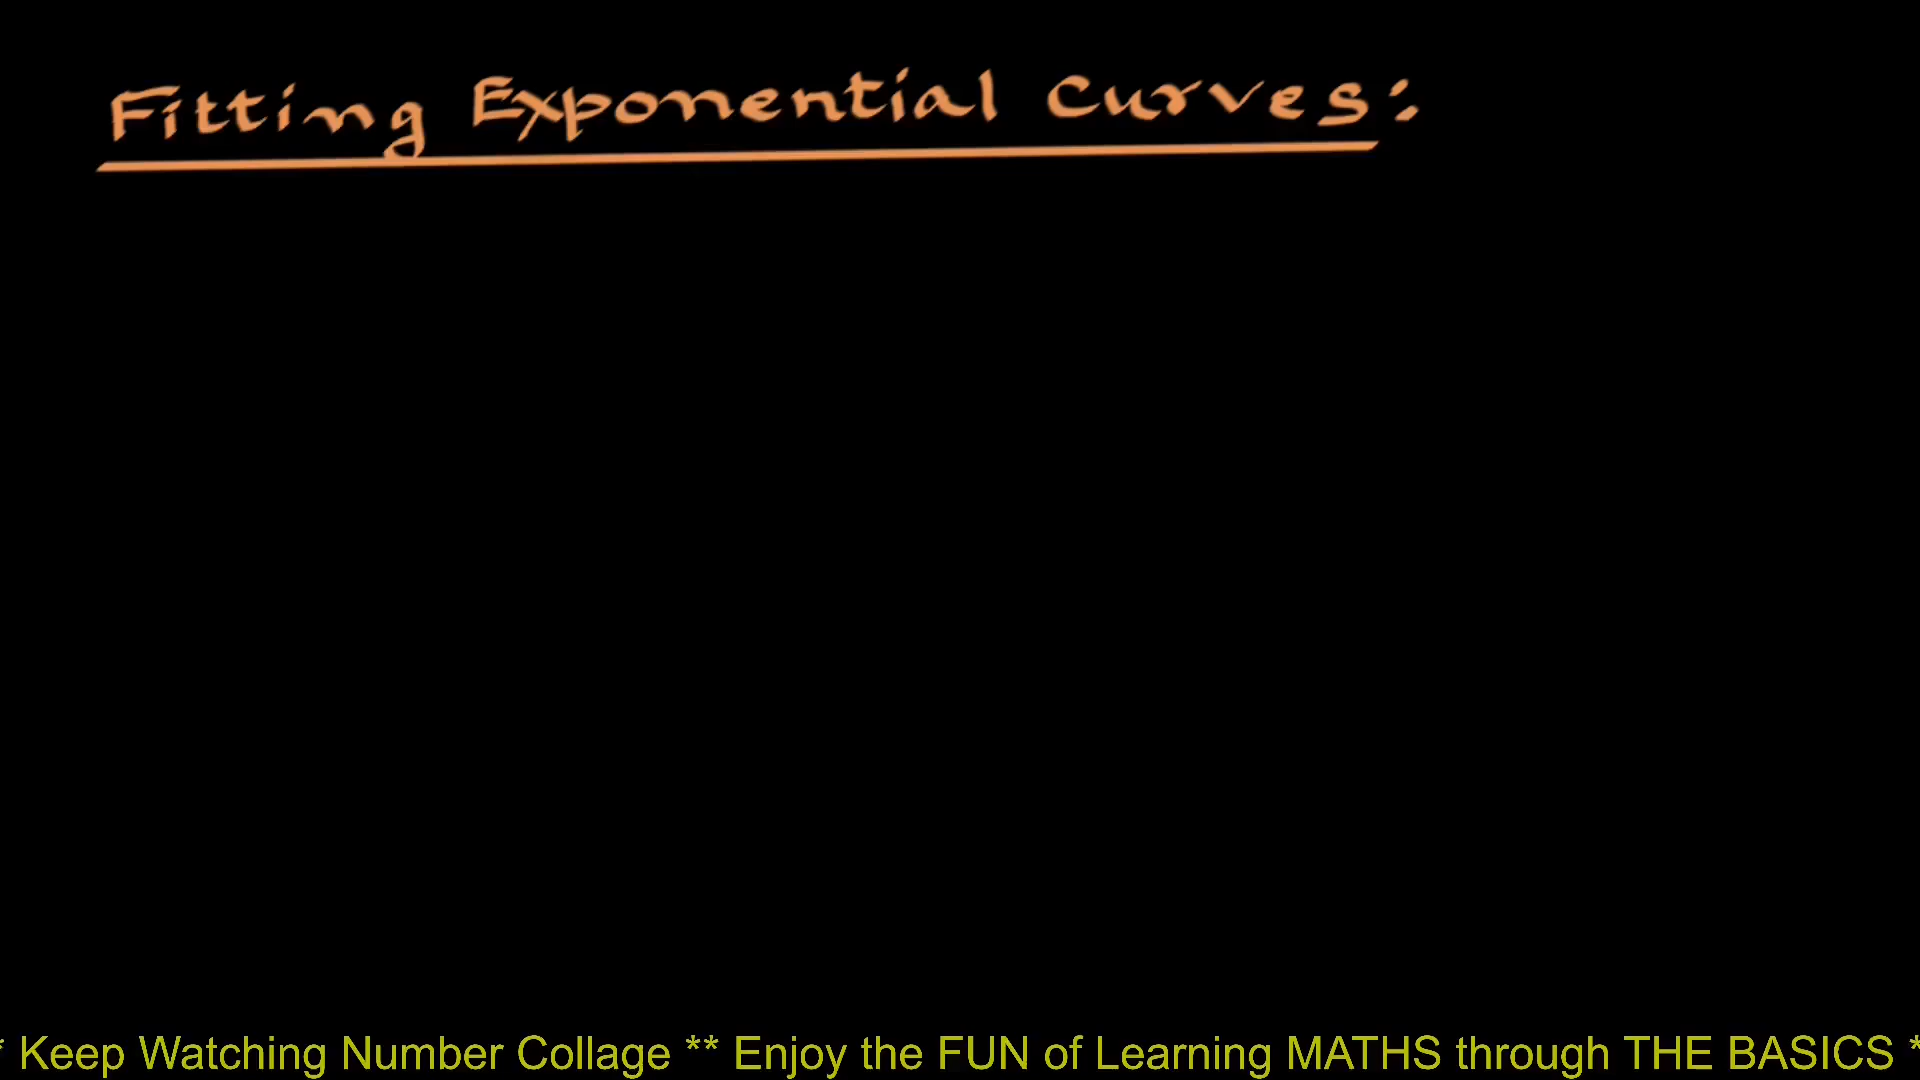 Fitting Exponential Curves:
* Keep Watching Number Collage ** Enjoy the FUN of Learning MATHS through THE BASICS *